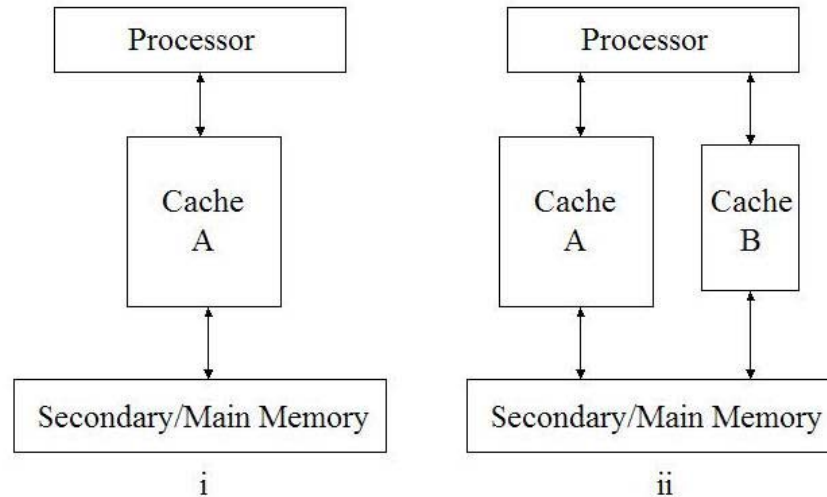 Processor
Cache
A
Secondary/Main Memory
i
Processor
Cache
A
Cache
B
Secondary/Main Memory
ii